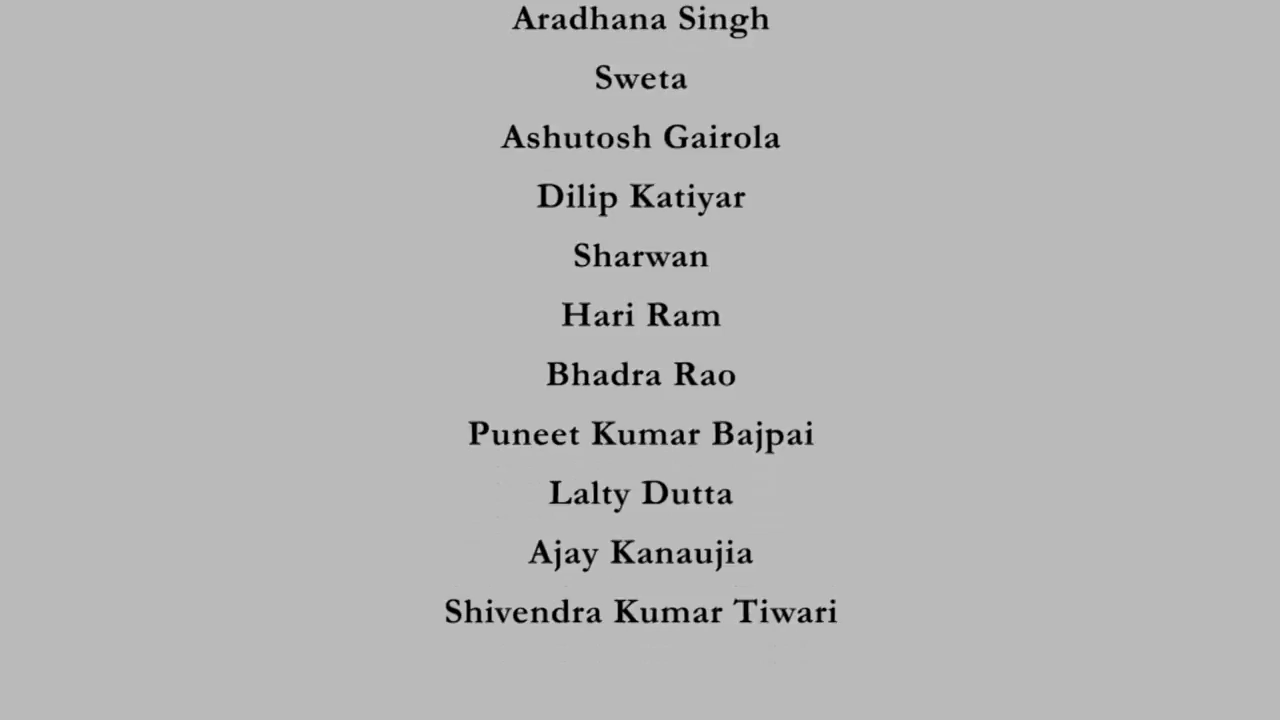 Aradhana Singh
Sweta
Ashutosh Gairola
Dilip Katiyar
Sharwan
Hari Ram
Bhadra Rao
Puneet Kumar Bajpai
Lalty Dutta
Ajay Kanaujia
Shivendra Kumar Tiwari